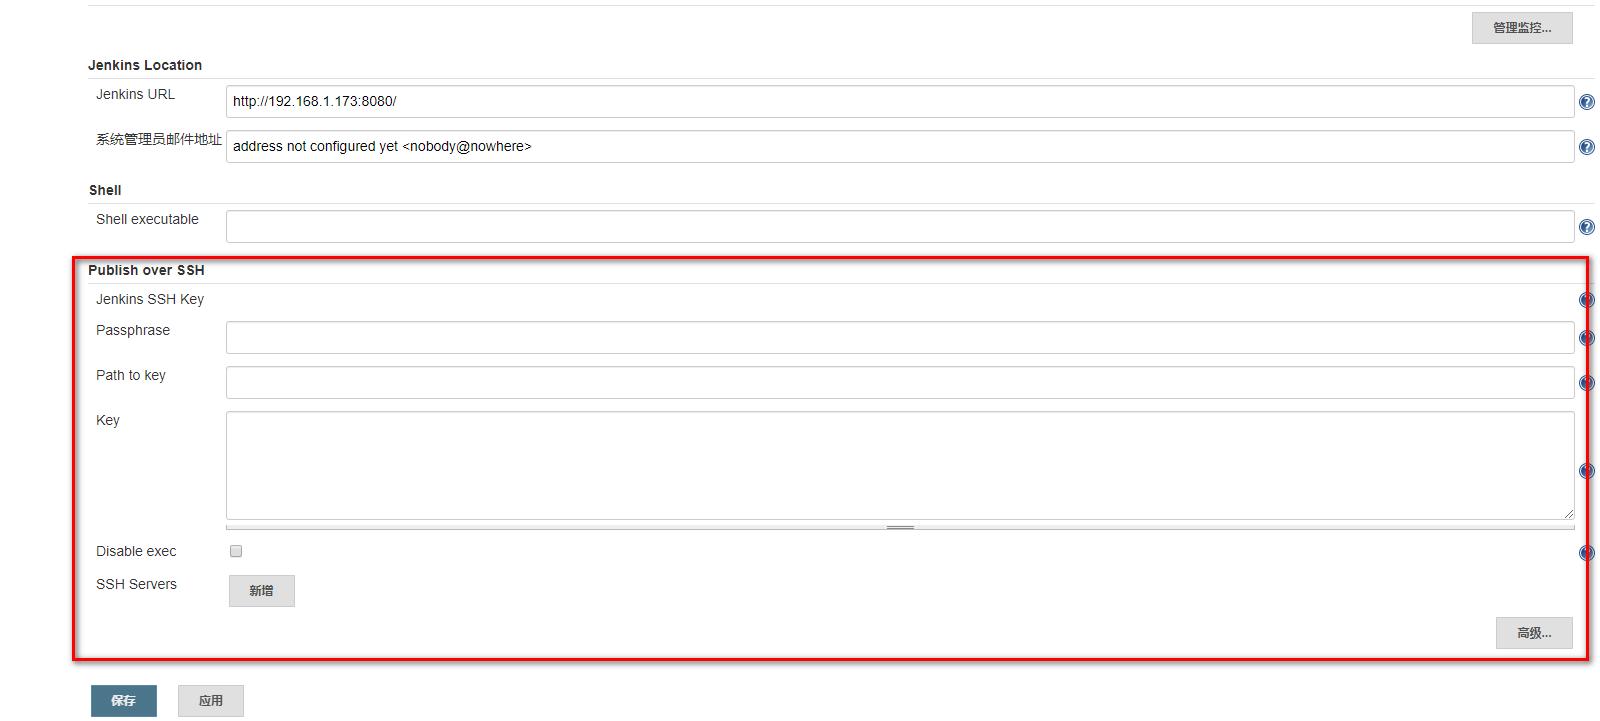 管理监控...
Jenkins Location
Jenkins URL
http://192.168.1.173:8080/
系统管理员邮件地址
address not configured yet <nobody@nowhere>
Shell
Shell executable
Publish over SSH
Jenkins SSH Key
Passphrase
Path to key
Key
Disable exec
SSH Servers
新增
高级...
保存
应用